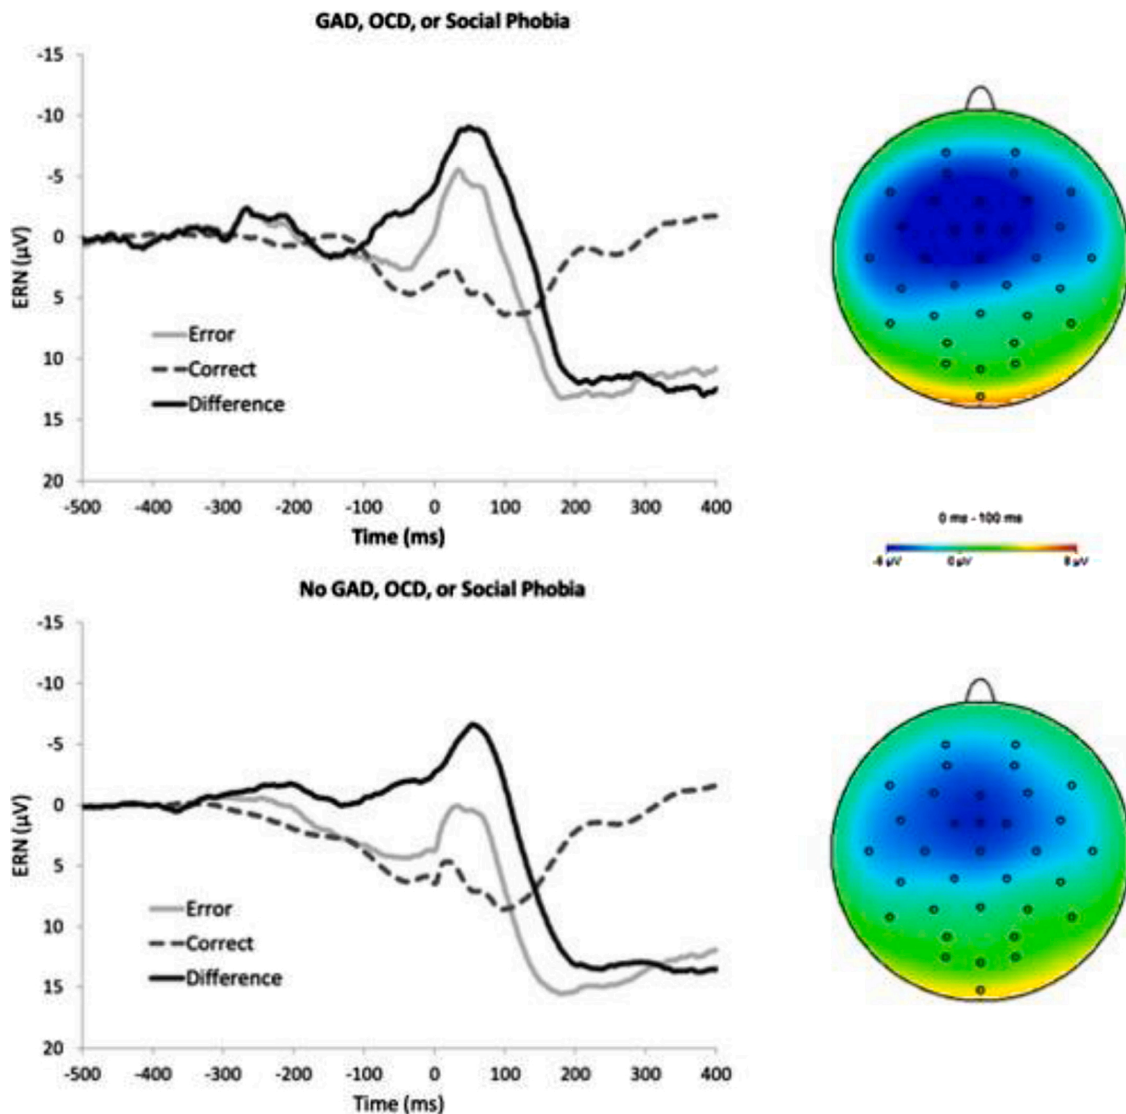 GAD, OCD, or Social Phobia
-15
-10
-5
0
5
10
15
20
ERN (µV)
Error
Correct
Difference
-500 -400 -300 -200 -100 0 100 200 300 400
Time (ms)
0 ms - 100 ms
0 µV
No GAD, OCD, or Social Phobia
-15
-10
-5
0
5
10
15
20
ERN (µV)
Error
Correct
Difference
-500 -400 -300 -200 -100 0 100 200 300 400
Time (ms)